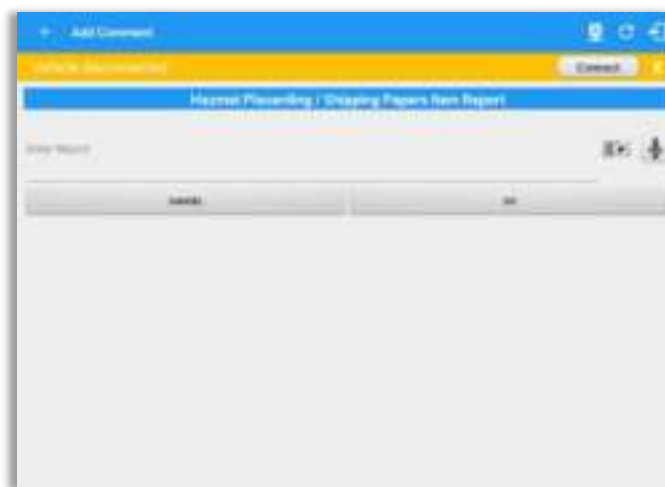 Add Comment
Vehicle disconnected
Connect
Hazmat Placarding / Shipping Papers Item Report
Enter Report
CANCEL
OK